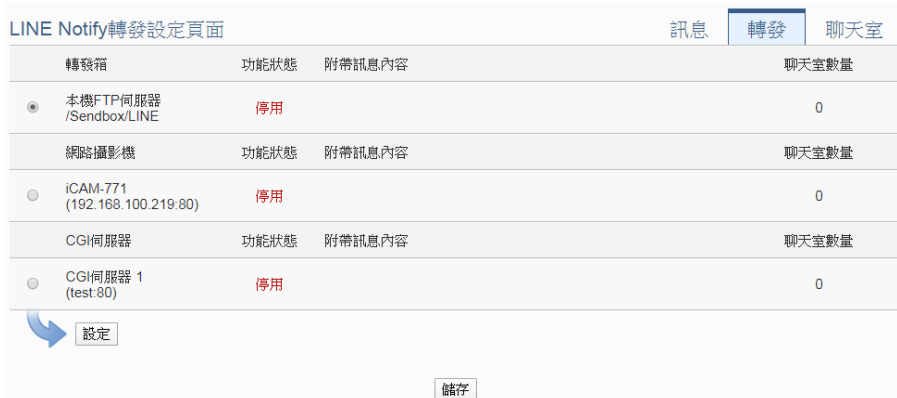 LINE Notify轉發設定頁面 訊息 轉發 聊天室
轉發箱 功能狀態 附帶訊息內容 聊天室數量
本機FTP伺服器
/Sendbox/LINE 停用 0
網路攝影機 功能狀態 附帶訊息內容 聊天室數量
iCAM-771
(192.168.100.219:80) 停用 0
CGI伺服器 功能狀態 附帶訊息內容 聊天室數量
CGI伺服器 1
(test:80) 停用 0
設定
儲存